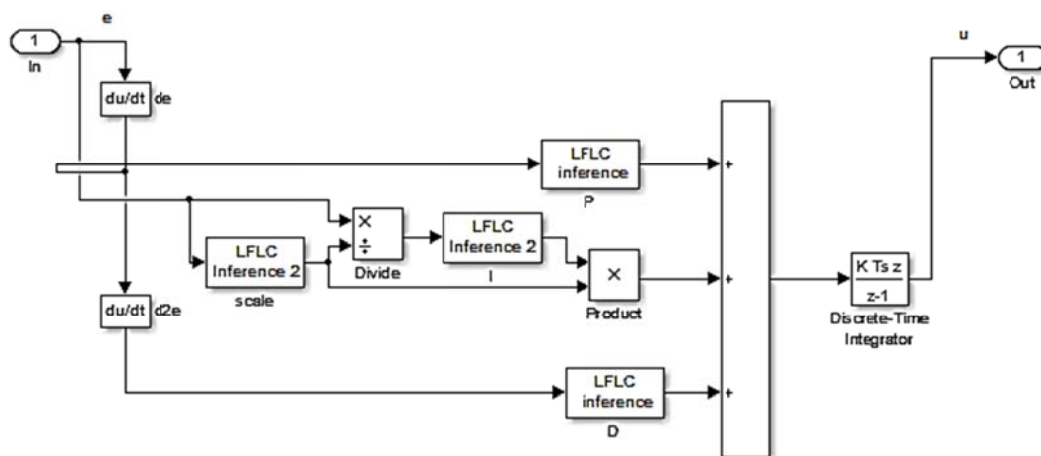 e
1
In
du/dt de
LFLC
inference
P
×
÷
Divide
LFLC
Inference 2
scale
LFLC
Inference 2
I
×
Product
du/dt d2e
LFLC
inference
D
+
+
+
K Ts z
z-1
Discrete-Time
Integrator
u
1
Out